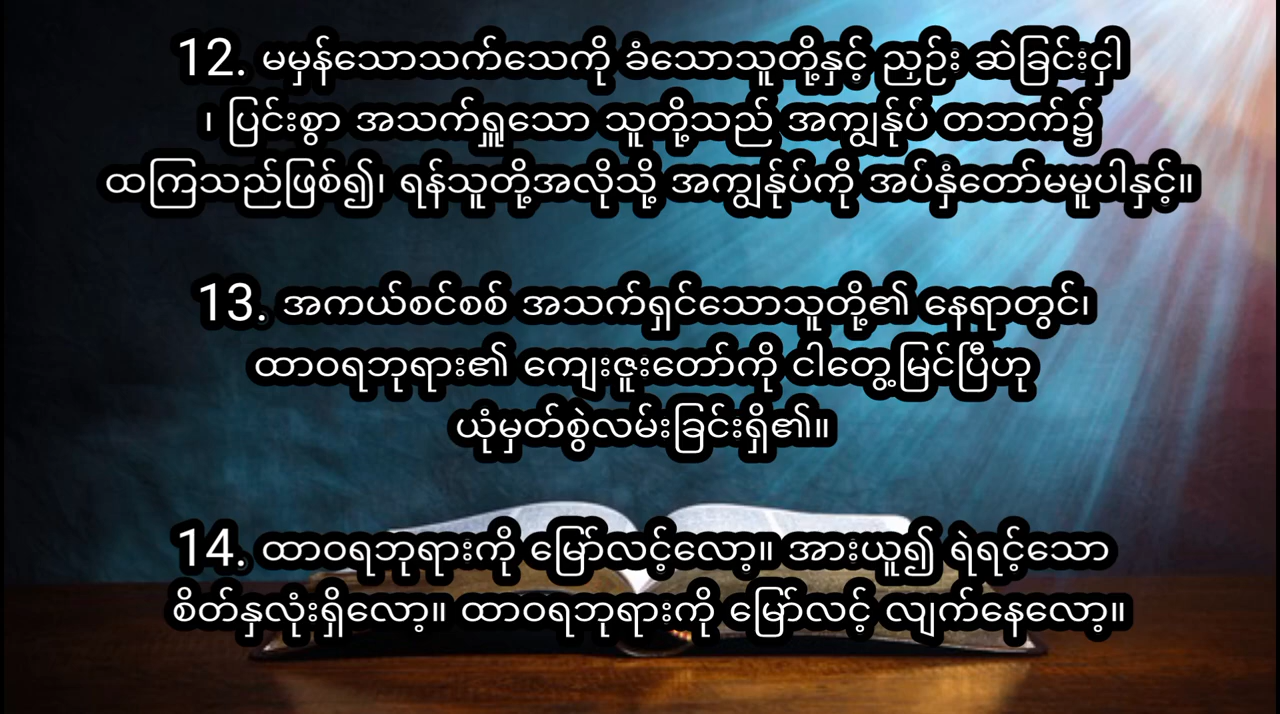 12. မမှန်သောသက်သေကို ခံသောသူတို့နှင့် ညှဉ်း ဆဲခြင်းငှါ
၊ ပြင်းစွာ အသက်ရှူသော သူတို့သည် အကျွန်ုပ် တဘက်၌
ထကြသည်ဖြစ်၍၊ ရန်သူတို့အလိုသို့ အကျွန်ုပ်ကို အပ်နှံတော်မမူပါနှင့်။
13. အကယ်စင်စစ် အသက်ရှင်သောသူတို့၏ နေရာတွင်၊
ထာဝရဘုရား၏ ကျေးဇူးတော်ကို ငါတွေ့မြင်ပြီဟု
ယုံမှတ်စွဲလမ်းခြင်းရှိ၏။
14. ထာဝရဘုရားကို မြော်လင့်လော့။ အားယူ၍ ရဲရင့်သော
စိတ်နှလုံးရှိလော့။ ထာဝရဘုရားကို မြော်လင့် လျက်နေလော့။